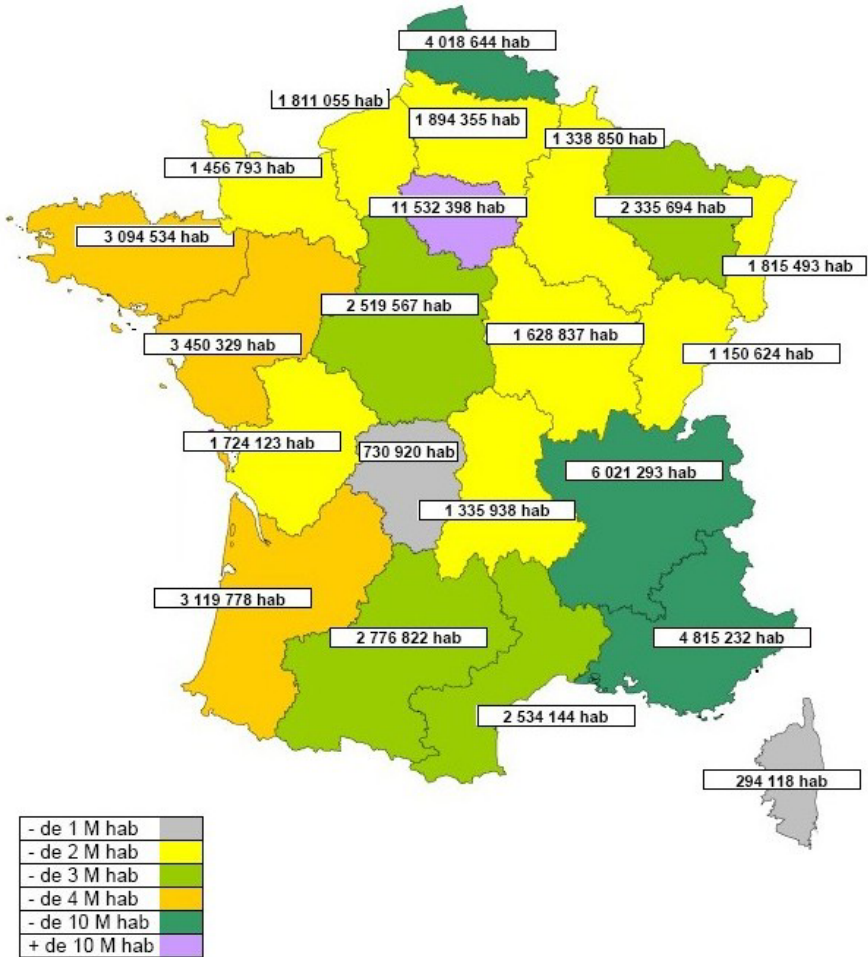 4 018 644 hab
1 811 055 hab
1 894 355 hab
1 338 850 hab
1 456 793 hab
11 532 398 hab
2 335 694 hab
3 094 534 hab
1 815 493 hab
2 519 567 hab
1 628 837 hab
3 450 329 hab
1 150 624 hab
1 724 123 hab
730 920 hab
6 021 293 hab
1 335 938 hab
3 119 778 hab
2 776 822 hab
4 815 232 hab
2 534 144 hab
294 118 hab
- de 1 M hab
- de 2 M hab
- de 3 M hab
- de 4 M hab
- de 10 M hab
+ de 10 M hab